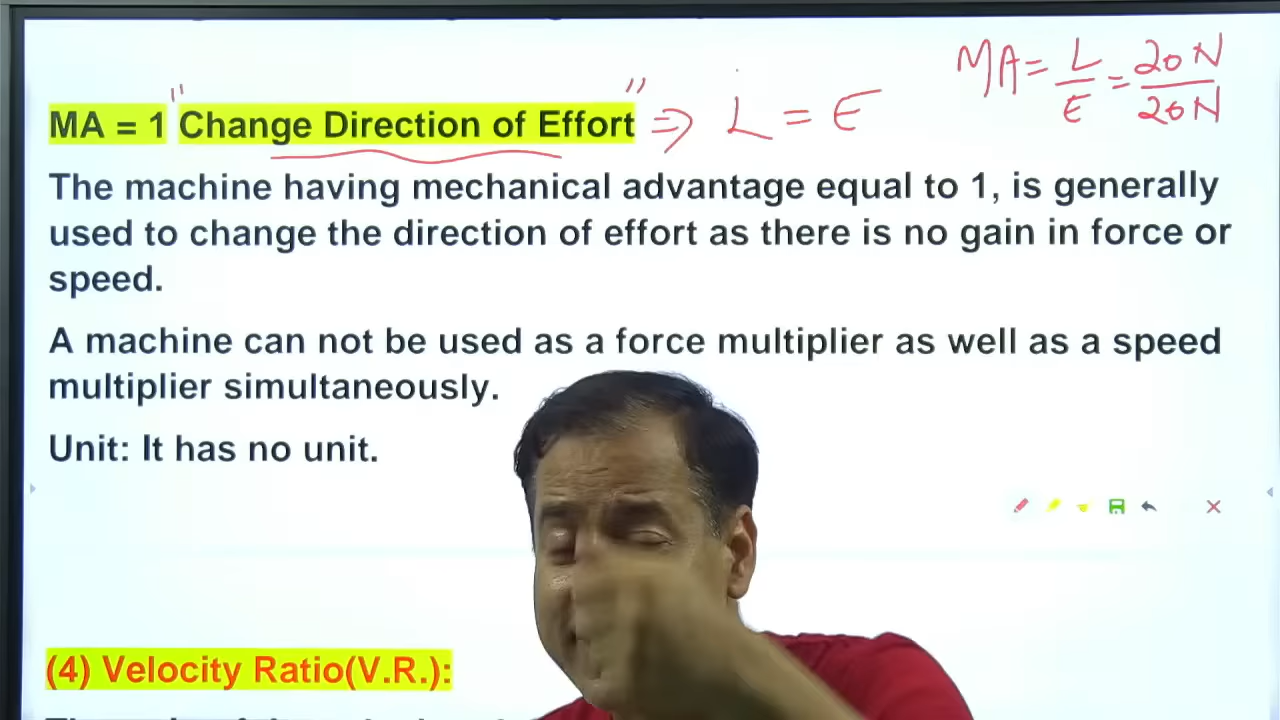 MA = L/E = 20N/20N
MA = 1 "Change Direction of Effort" ⇒ L = E
The machine having mechanical advantage equal to 1, is generally
used to change the direction of effort as there is no gain in force or
speed.
A machine can not be used as a force multiplier as well as a speed
multiplier simultaneously.
Unit: It has no unit.
(4) Velocity Ratio(V.R.):